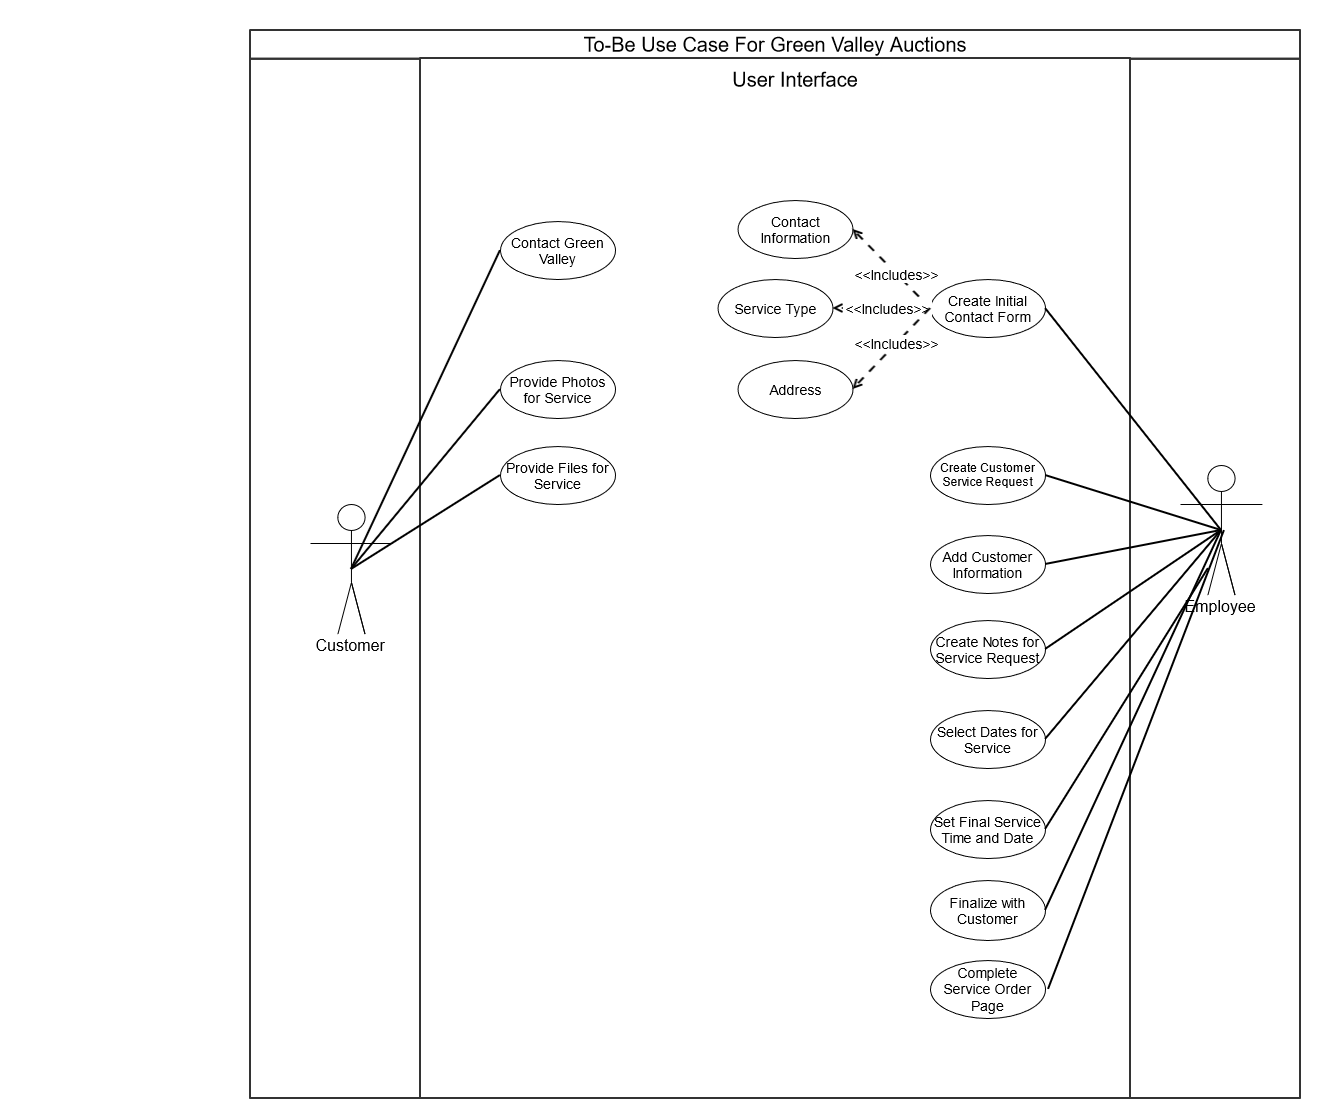 To-Be Use Case For Green Valley Auctions
User Interface
Contact
Information
Contact Green
Valley
<<Includes>>
Service Type
<<Includes>>
Create Initial
Contact Form
<<Includes>>
Provide Photos
for Service
Address
Provide Files for
Service
Create Customer
Service Request
Add Customer
Information
Employee
Customer
Create Notes for
Service Request
Select Dates for
Service
Set Final Service
Time and Date
Finalize with
Customer
Complete
Service Order
Page